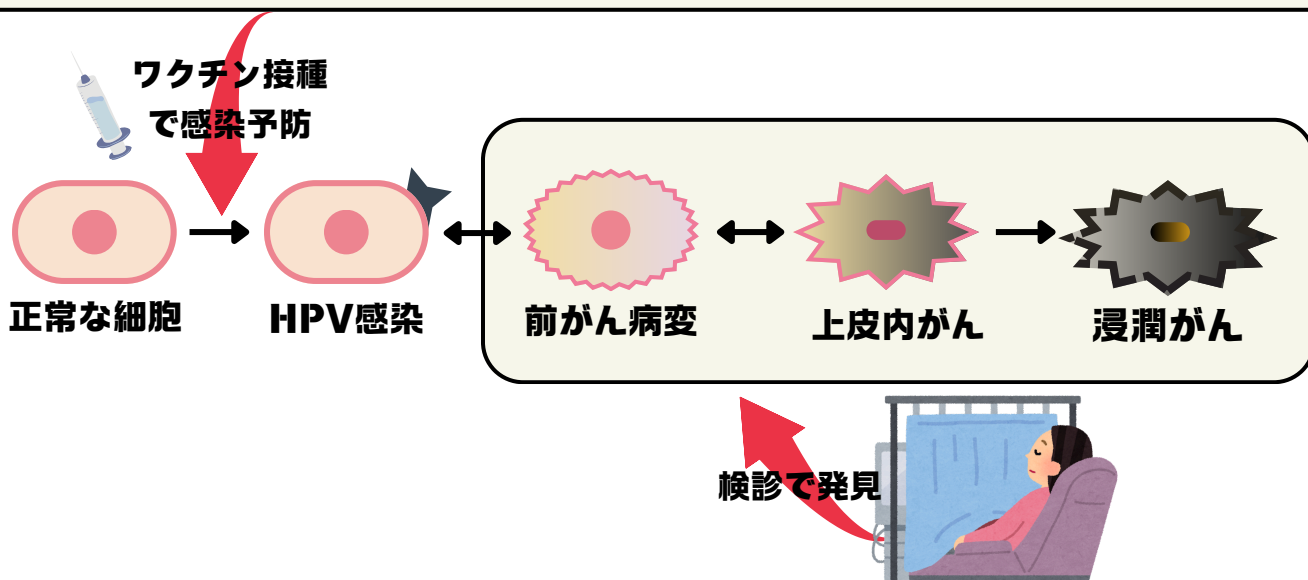 ワクチン接種
で感染予防
正常な細胞
HPV感染
前がん病変
上皮内がん
浸潤がん
検診で発見